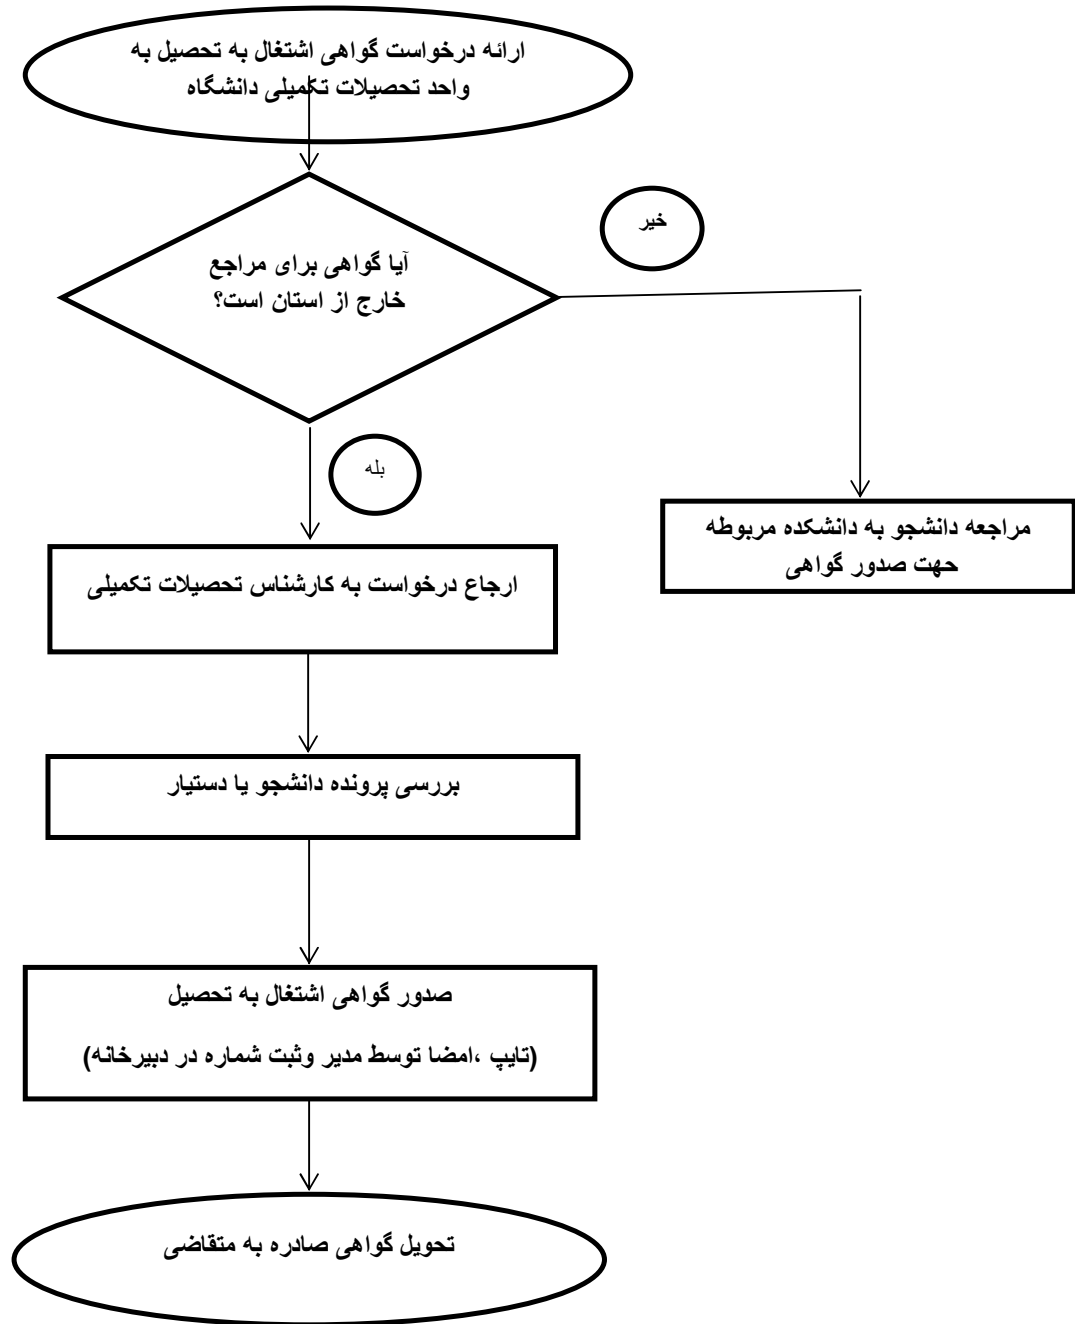 ارائه درخواست گواهی اشتغال به تحصیل به
واحد تحصیلات تکمیلی دانشگاه
خیر
آیا گواهی برای مراجع
خارج از استان است؟
بله
مراجعه دانشجو به دانشکده مربوطه
حهت صدور گواهی
ارجاع درخواست به کارشناس تحصیلات تکمیلی
بررسی پرونده دانشجو یا دستیار
صدور گواهی اشتغال به تحصیل
(تایپ ،امضا توسط مدیر وثبت شماره در دبیرخانه)
تحویل گواهی صادره به متقاضی